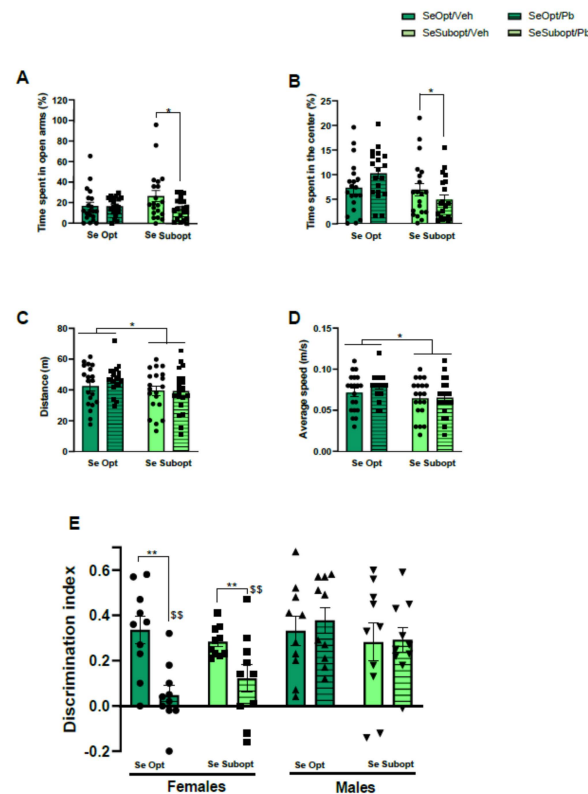 SeOpt/Veh SeOpt/Pb
SeSubopt/Veh SeSubopt/Pb
A
Time spent in open arms (%)
120
100
80
60
40
20
0
*
Se Opt Se Subopt
B
Time spent in the center (%)
25
20
15
10
5
0
*
Se Opt Se Subopt
C
Distance (m)
80
60
40
20
0
*
Se Opt Se Subopt
D
Average speed (m/s)
0.15
0.10
0.05
0.00
*
Se Opt Se Subopt
E
Discrimination index
0.6
0.4
0.2
0.0
-0.2
** $$ ** $$
Se Opt Se Subopt Se Opt Se Subopt
Females Males